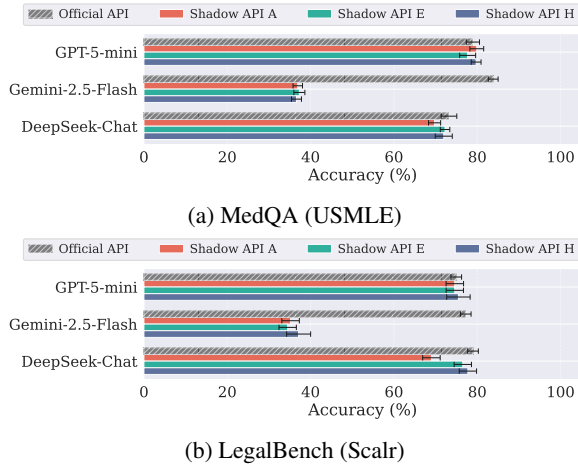 Official API Shadow API A Shadow API E Shadow API H
GPT-5-mini
Gemini-2.5-Flash
DeepSeek-Chat
0 20 40 60 80 100
Accuracy (%)
(a) MedQA (USMLE)
Official API Shadow API A Shadow API E Shadow API H
GPT-5-mini
Gemini-2.5-Flash
DeepSeek-Chat
0 20 40 60 80 100
Accuracy (%)
(b) LegalBench (Scalr)